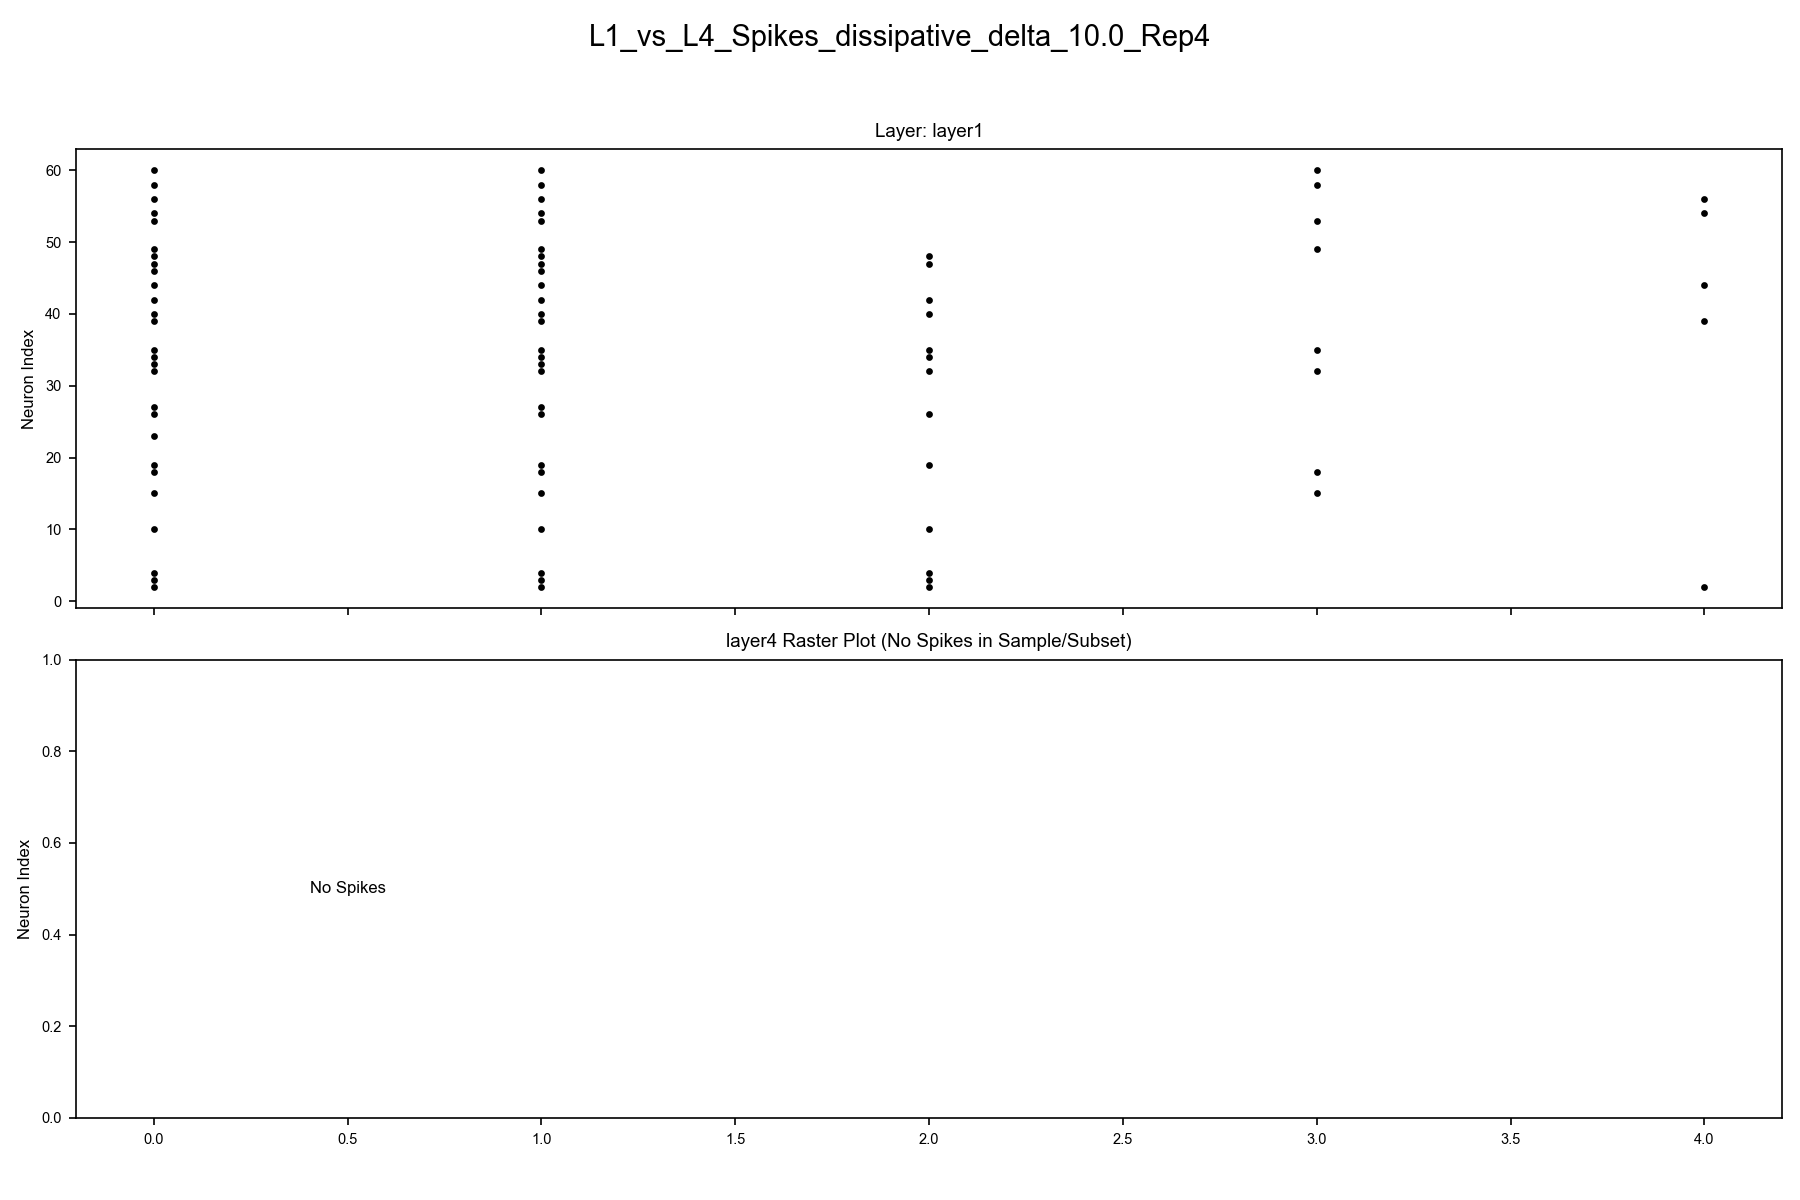 L1_vs_L4_Spikes_dissipative_delta_10.0_Rep4
Layer: layer1
Neuron Index
60
50
40
30
20
10
0
layer4 Raster Plot (No Spikes in Sample/Subset)
Neuron Index
1.0
0.8
0.6
0.4
0.2
0.0
No Spikes
0.0 0.5 1.0 1.5 2.0 2.5 3.0 3.5 4.0